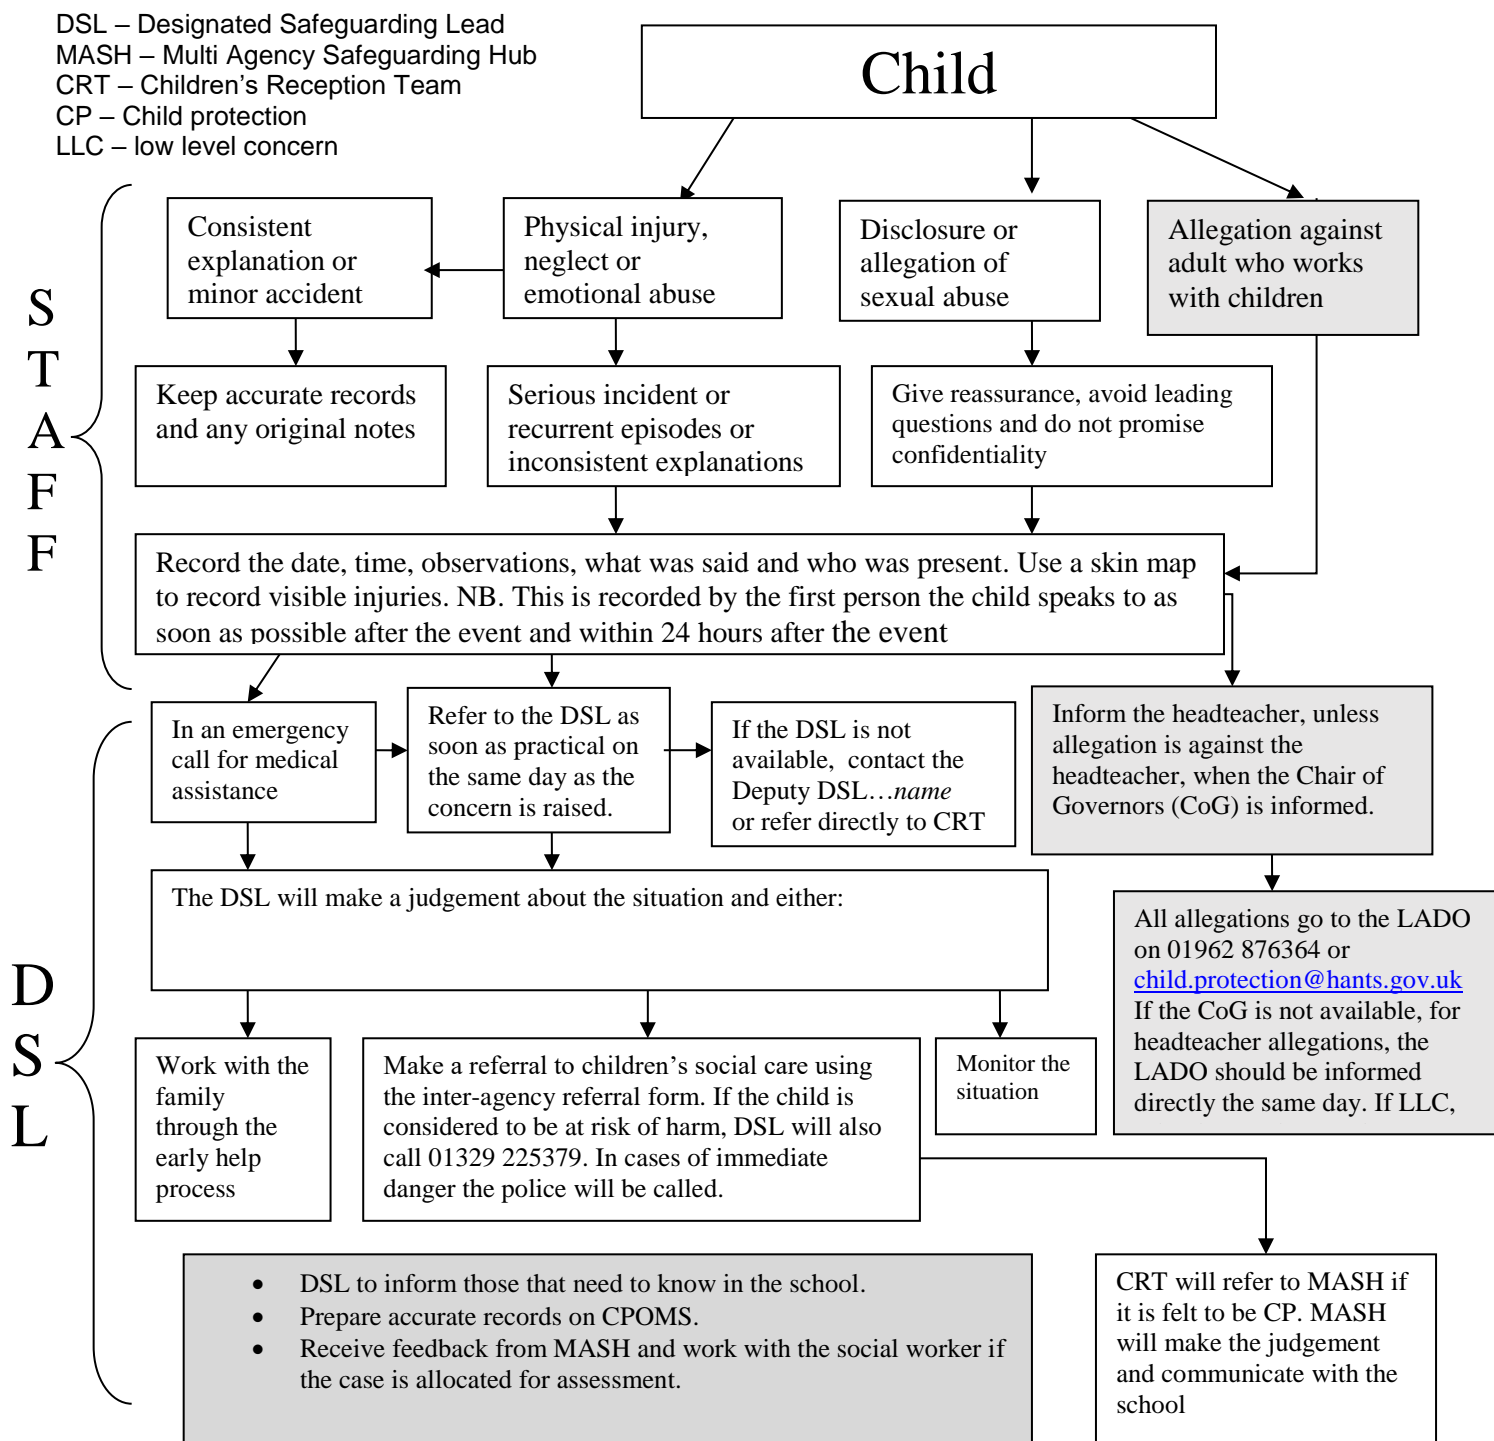 DSL – Designated Safeguarding Lead
MASH – Multi Agency Safeguarding Hub
CRT – Children's Reception Team
CP – Child protection
LLC – low level concern
Child
S
T
A
F
F
Consistent
explanation or
minor accident
Physical injury,
neglect or
emotional abuse
Disclosure or
allegation of
sexual abuse
Allegation against
adult who works
with children
Keep accurate records
and any original notes
Serious incident or
recurrent episodes or
inconsistent explanations
Give reassurance, avoid leading
questions and do not promise
confidentiality
Record the date, time, observations, what was said and who was present. Use a skin map
to record visible injuries. NB. This is recorded by the first person the child speaks to as
soon as possible after the event and within 24 hours after the event
D
S
L
In an emergency
call for medical
assistance
Refer to the DSL as
soon as practical on
the same day as the
concern is raised.
If the DSL is not
available, contact the
Deputy DSL…name
or refer directly to CRT
Inform the headteacher, unless
allegation is against the
headteacher, when the Chair of
Governors (CoG) is informed.
The DSL will make a judgement about the situation and either:
All allegations go to the LADO
on 01962 876364 or
child.protection@hants.gov.uk
If the CoG is not available, for
headteacher allegations, the
LADO should be informed
directly the same day. If LLC,
Work with the
family
through the
early help
process
Make a referral to children's social care using
the inter-agency referral form. If the child is
considered to be at risk of harm, DSL will also
call 01329 225379. In cases of immediate
danger the police will be called.
Monitor the
situation
• DSL to inform those that need to know in the school.
• Prepare accurate records on CPOMS.
• Receive feedback from MASH and work with the social worker if
the case is allocated for assessment.
CRT will refer to MASH if
it is felt to be CP. MASH
will make the judgement
and communicate with the
school